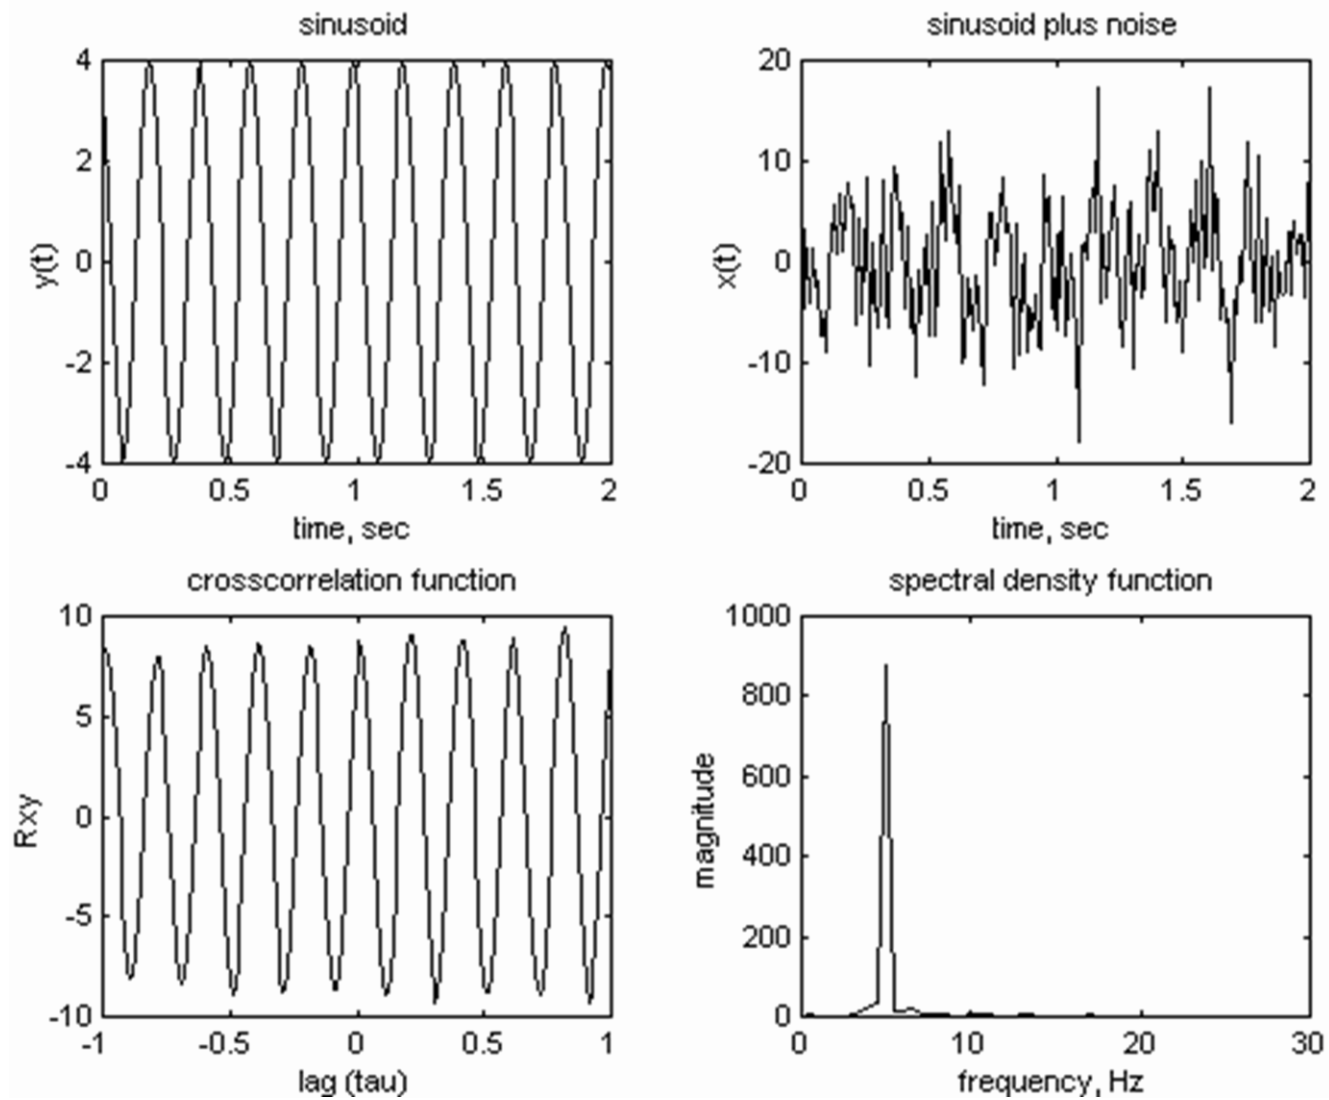 sinusoid
4
2
0
-2
-4
y(t)
0 0.5 1 1.5 2
time, sec
sinusoid plus noise
20
10
0
-10
-20
x(t)
0 0.5 1 1.5 2
time, sec
crosscorrelation function
10
5
0
-5
-10
Rxy
-1 -0.5 0 0.5 1
lag (tau)
spectral density function
1000
800
600
400
200
0
magnitude
0 10 20 30
frequency, Hz